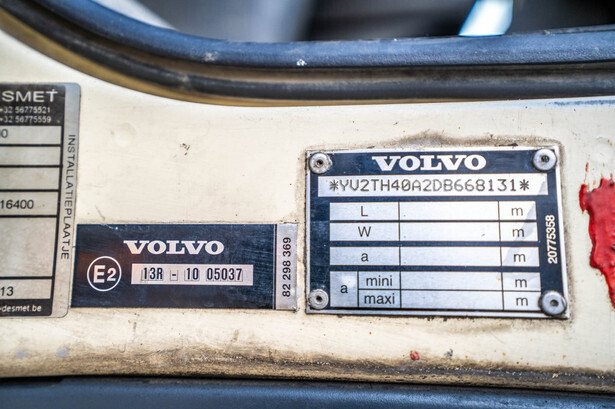 DESMET
+32 56775521
+32 56775559
INSTALLATIEPLAATJE
16400
13
-desmet.be
VOLVO
E2
13R - 10 05037
82 298 369
VOLVO
*YV2TH40A2DB668131*
L m
W m
a m
a mini m
maxi m
20775358